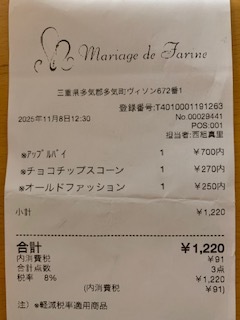 Mariage de Farine
三重県多気郡多気町ヴィソン672番1
登録番号:T4010001191263
2025年11月8日12:30 No.00029441
POS:001
担当者:西祖真里
※アップルパイ 1 ¥700内
※チョコチップスコーン 1 ¥270内
※オールドファッション 1 ¥250内
小計 ¥1,220
合計 ¥1,220
内消費税 ¥91
合計点数 3点
税率 8% ¥1,220
(内消費税 ¥91)
注)※軽減税率適用商品